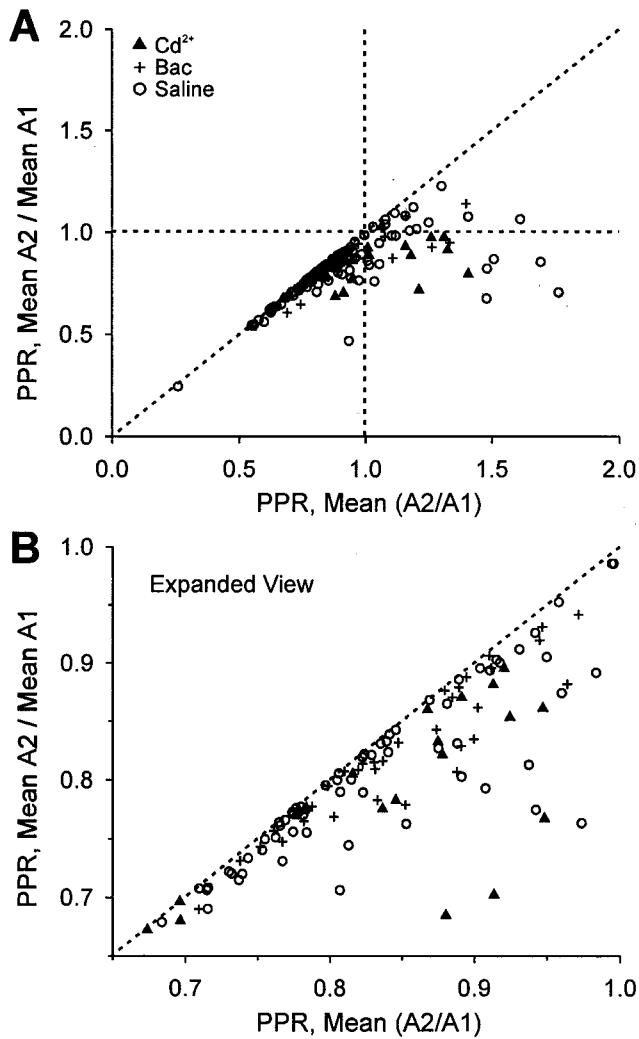 A
2.0
1.5
1.0
0.5
0.0
PPR, Mean A2 / Mean A1
Cd²⁺
Bac
Saline
0.0 0.5 1.0 1.5 2.0
PPR, Mean (A2/A1)
B
1.0
0.9
0.8
0.7
PPR, Mean A2 / Mean A1
Expanded View
0.7 0.8 0.9 1.0
PPR, Mean (A2/A1)